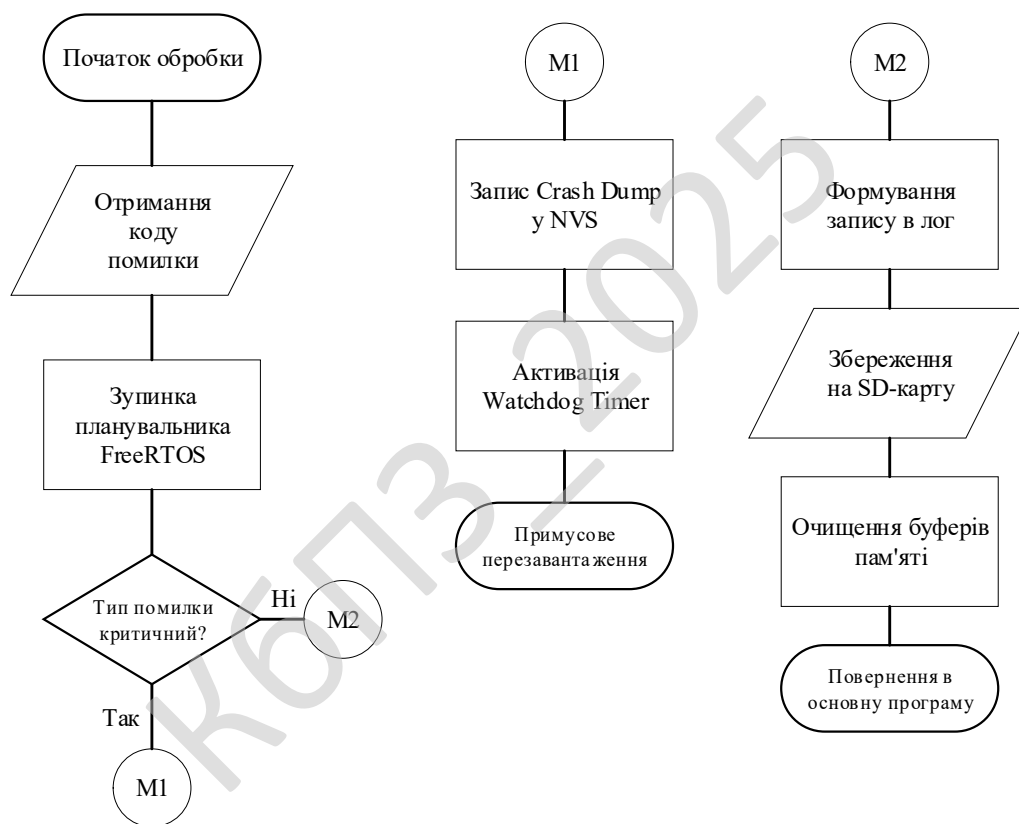 Початок обробки
Отримання
коду
помилки
Зупинка
планувальника
FreeRTOS
Тип помилки
критичний?
Ні
M2
Так
M1
M1
Запис Crash Dump
у NVS
Активація
Watchdog Timer
Примусове
перезавантаження
M2
Формування
запису в лог
Збереження
на SD-карту
Очищення буферів
пам'яті
Повернення в
основну програму
КбПЗ_2025